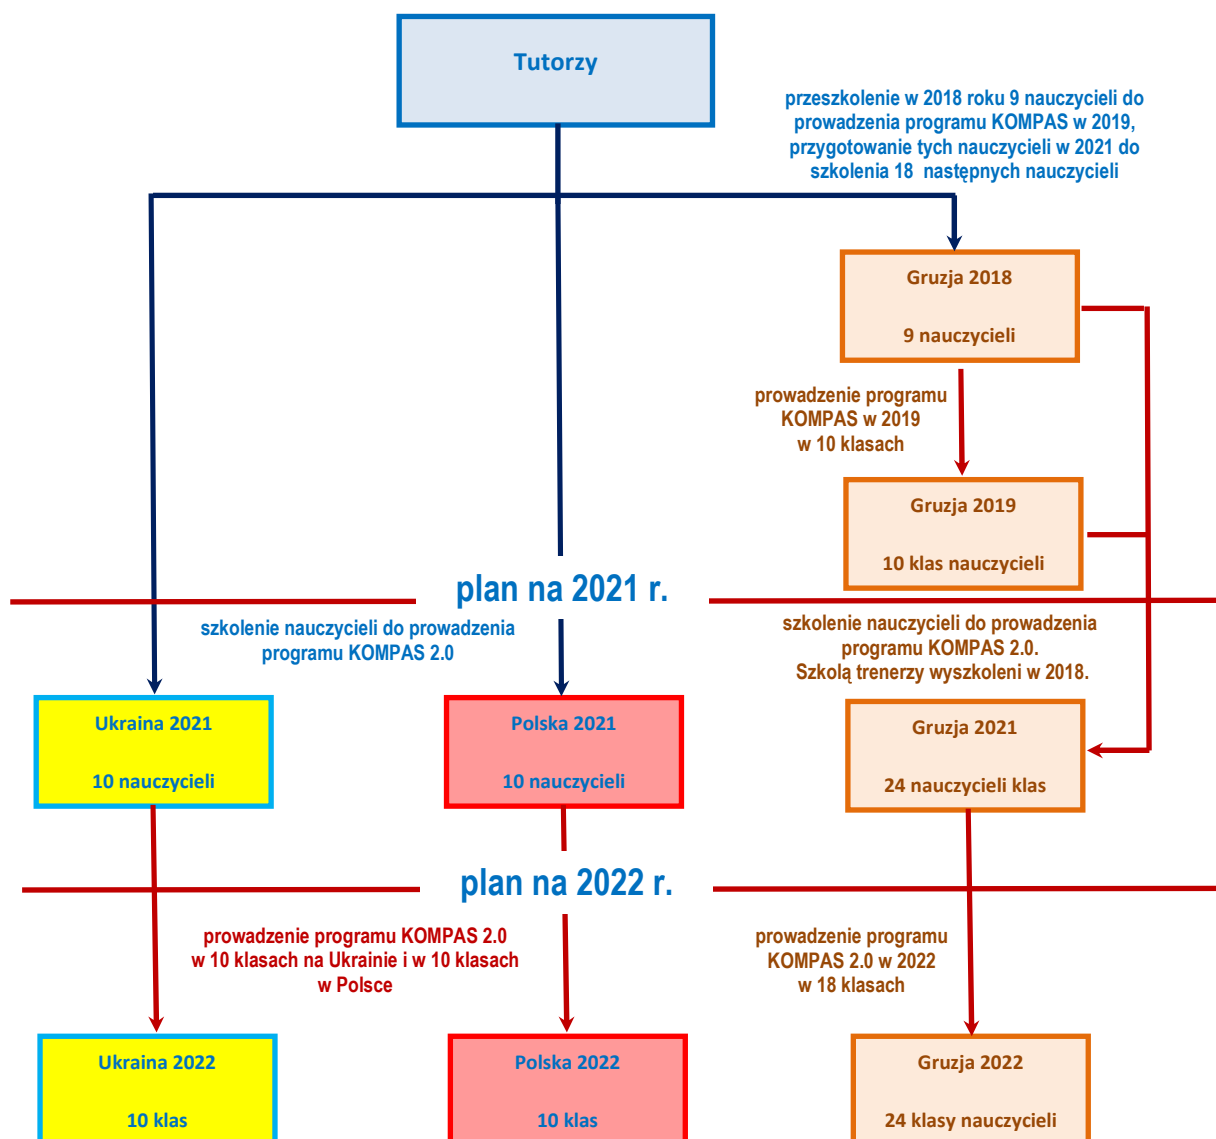 Tutorzy
przeszkolenie w 2018 roku 9 nauczycieli do
prowadzenia programu KOMPAS w 2019,
przygotowanie tych nauczycieli w 2021 do
szkolenia 18 następnych nauczycieli
Gruzja 2018
9 nauczycieli
prowadzenie programu
KOMPAS w 2019
w 10 klasach
Gruzja 2019
10 klas nauczycieli
plan na 2021 r.
szkolenie nauczycieli do prowadzenia
programu KOMPAS 2.0
szkolenie nauczycieli do prowadzenia
programu KOMPAS 2.0.
Szkolą trenerzy wyszkoleni w 2018.
Ukraina 2021
10 nauczycieli
Polska 2021
10 nauczycieli
Gruzja 2021
24 nauczycieli klas
plan na 2022 r.
prowadzenie programu KOMPAS 2.0
w 10 klasach na Ukrainie i w 10 klasach
w Polsce
prowadzenie programu
KOMPAS 2.0 w 2022
w 18 klasach
Ukraina 2022
10 klas
Polska 2022
10 klas
Gruzja 2022
24 klasy nauczycieli